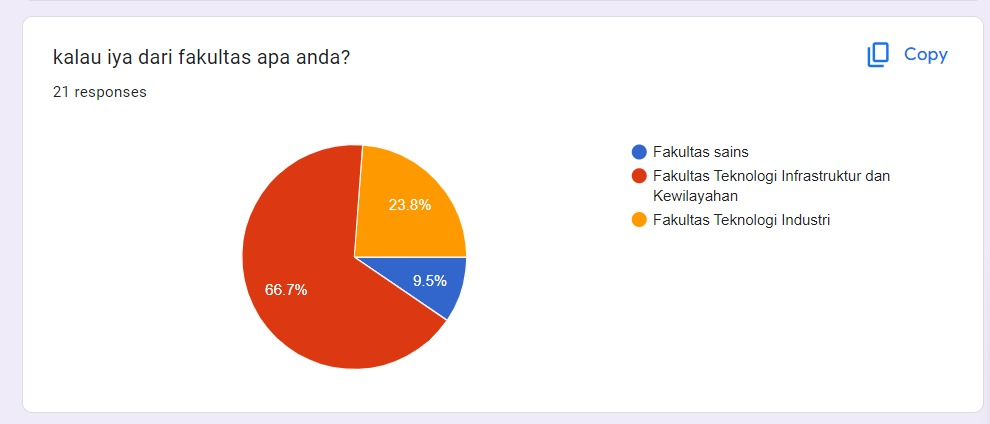 kalau iya dari fakultas apa anda?
Copy
21 responses
23.8%
9.5%
66.7%
Fakultas sains
Fakultas Teknologi Infrastruktur dan
Kewilayahan
Fakultas Teknologi Industri